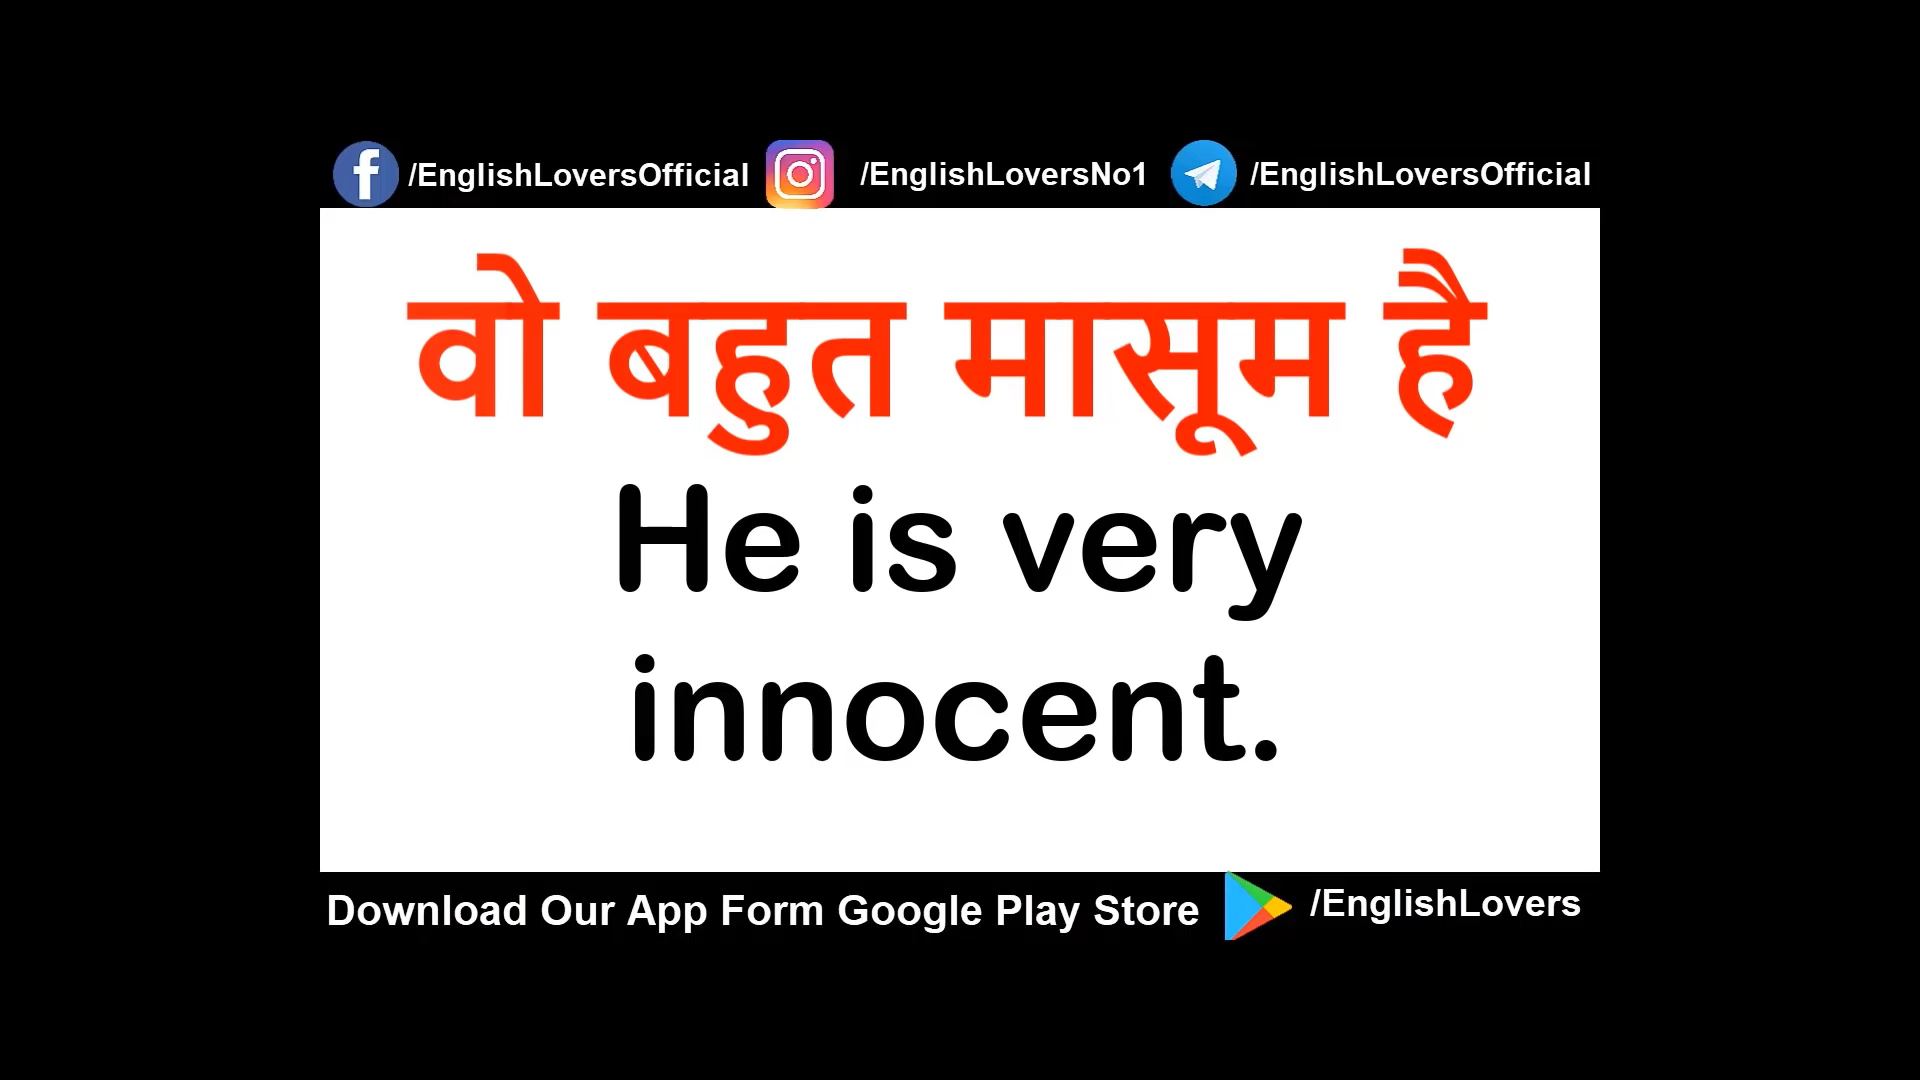 /EnglishLoversOfficial /EnglishLoversNo1 /EnglishLoversOfficial
वो बहुत मासूम है
He is very
innocent.
Download Our App Form Google Play Store /EnglishLovers